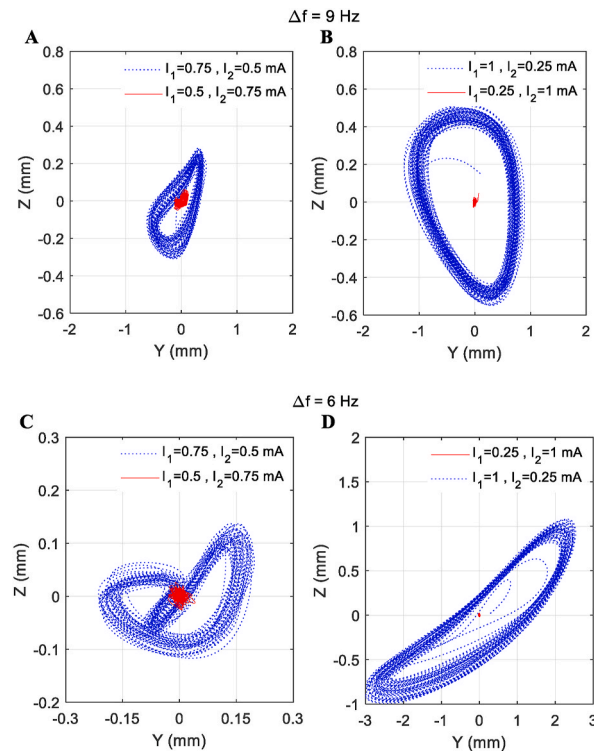 Δf = 9 Hz
A
B
I1=0.75 , I2=0.5 mA
I1=0.5 , I2=0.75 mA
I1=1 , I2=0.25 mA
I1=0.25 , I2=1 mA
0.8
0.6
0.4
0.2
0
-0.2
-0.4
-0.6
Z (mm)
-2
-1
0
1
2
Y (mm)
0.8
0.6
0.4
0.2
0
-0.2
-0.4
-0.6
Z (mm)
-2
-1
0
1
2
Y (mm)
Δf = 6 Hz
C
D
I1=0.75 , I2=0.5 mA
I1=0.5 , I2=0.75 mA
I1=0.25 , I2=1 mA
I1=1 , I2=0.25 mA
0.3
0.2
0.1
0
-0.1
-0.2
Z (mm)
-0.3
-0.15
0
0.15
0.3
Y (mm)
2
1.5
1
0.5
0
-0.5
-1
Z (mm)
-3
-2
-1
0
1
2
3
Y (mm)